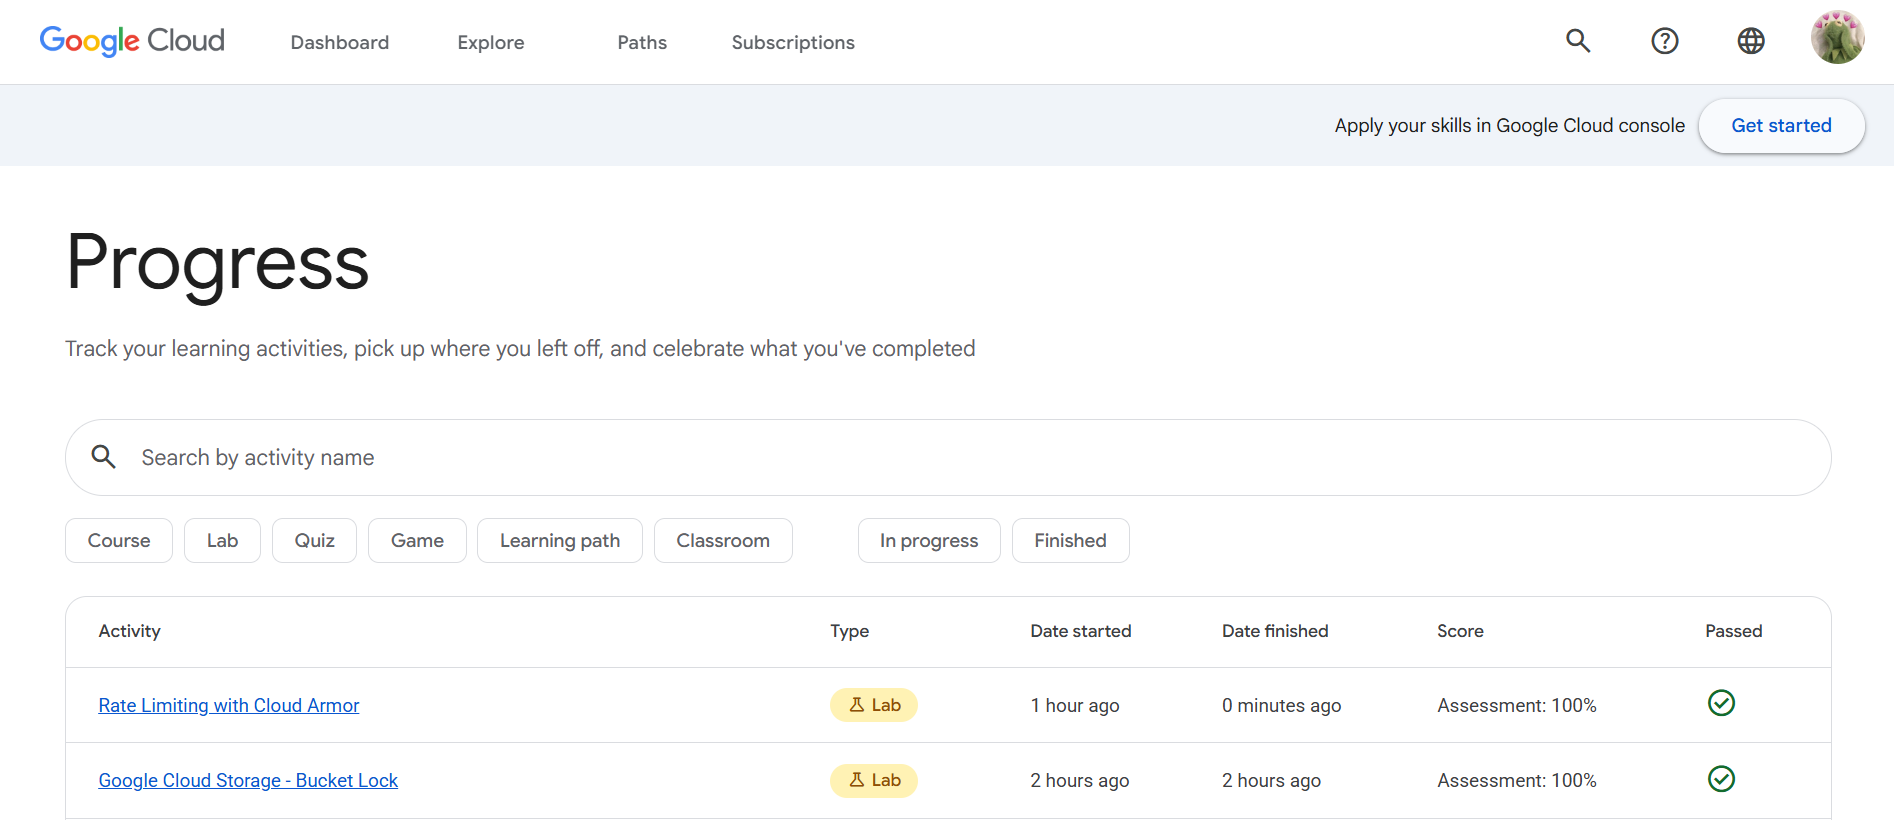 Google Cloud Dashboard Explore Paths Subscriptions
Apply your skills in Google Cloud console Get started
Progress
Track your learning activities, pick up where you left off, and celebrate what you've completed
Search by activity name
Course Lab Quiz Game Learning path Classroom In progress Finished
Activity Type Date started Date finished Score Passed
Rate Limiting with Cloud Armor Lab 1 hour ago 0 minutes ago Assessment: 100%
Google Cloud Storage - Bucket Lock Lab 2 hours ago 2 hours ago Assessment: 100%